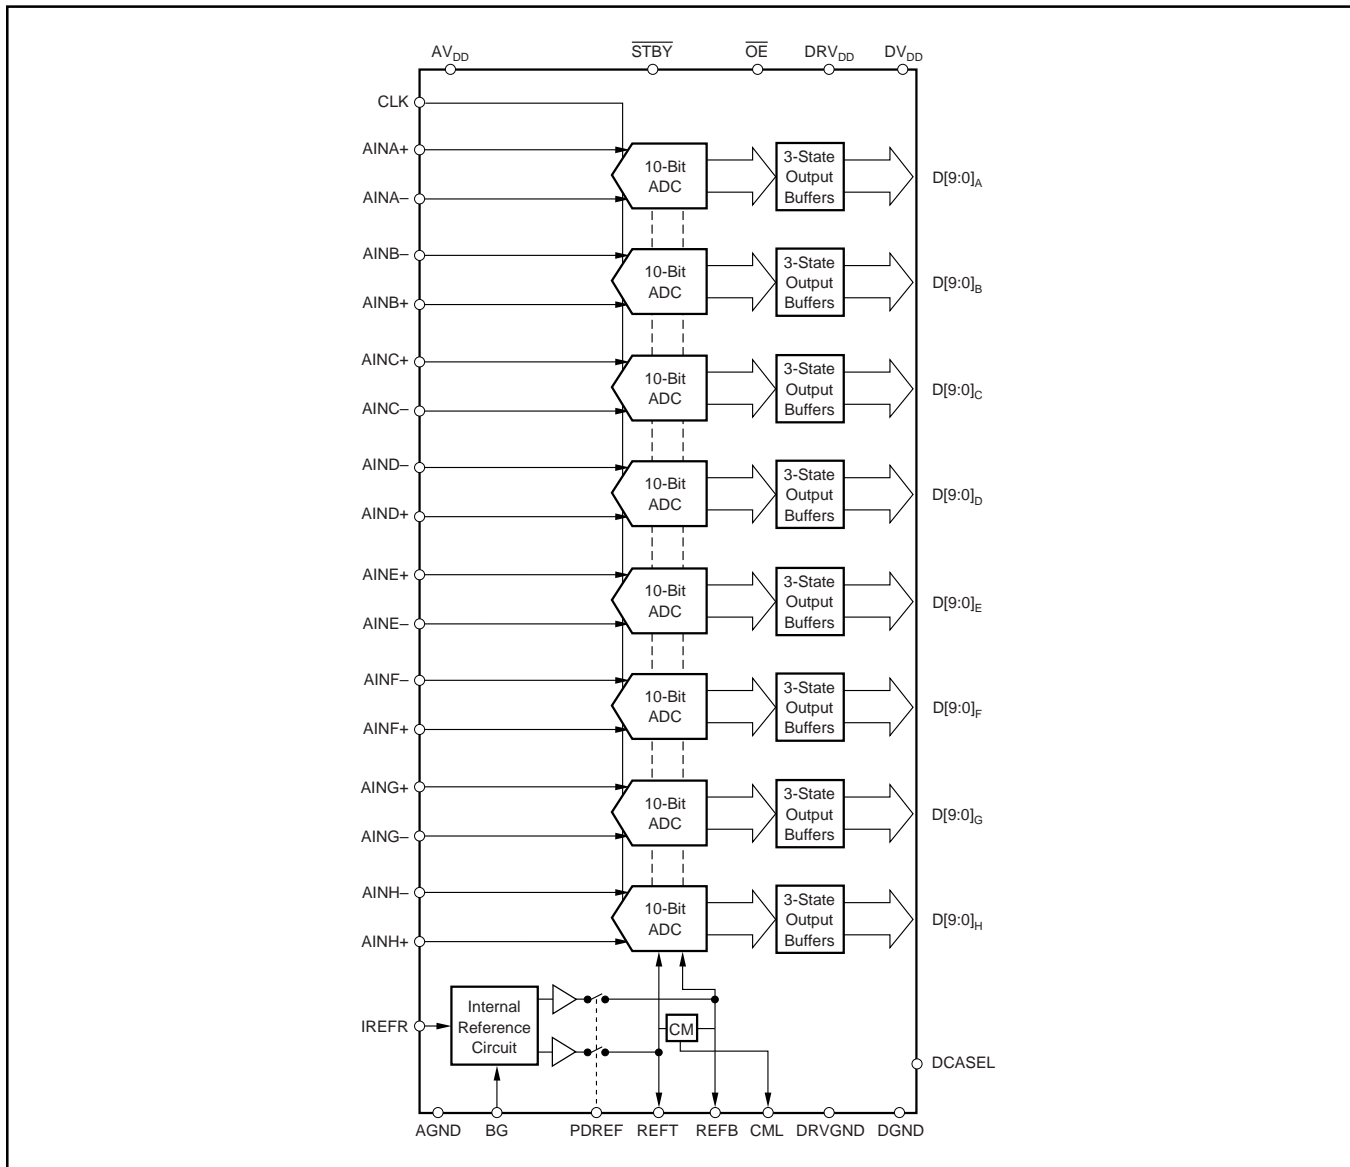 AVDD STBY OE DRVDD DVDD
CLK
AINA+
10-Bit
ADC
3-State
Output
Buffers
D[9:0]A
AINA–
AINB–
10-Bit
ADC
3-State
Output
Buffers
D[9:0]B
AINB+
AINC+
10-Bit
ADC
3-State
Output
Buffers
D[9:0]C
AINC–
AIND–
10-Bit
ADC
3-State
Output
Buffers
D[9:0]D
AIND+
AINE+
10-Bit
ADC
3-State
Output
Buffers
D[9:0]E
AINE–
AINF–
10-Bit
ADC
3-State
Output
Buffers
D[9:0]F
AINF+
AING+
10-Bit
ADC
3-State
Output
Buffers
D[9:0]G
AING–
AINH–
10-Bit
ADC
3-State
Output
Buffers
D[9:0]H
AINH+
IREFR
Internal
Reference
Circuit
CM
DCASEL
AGND BG PDREF REFT REFB CML DRVGND DGND